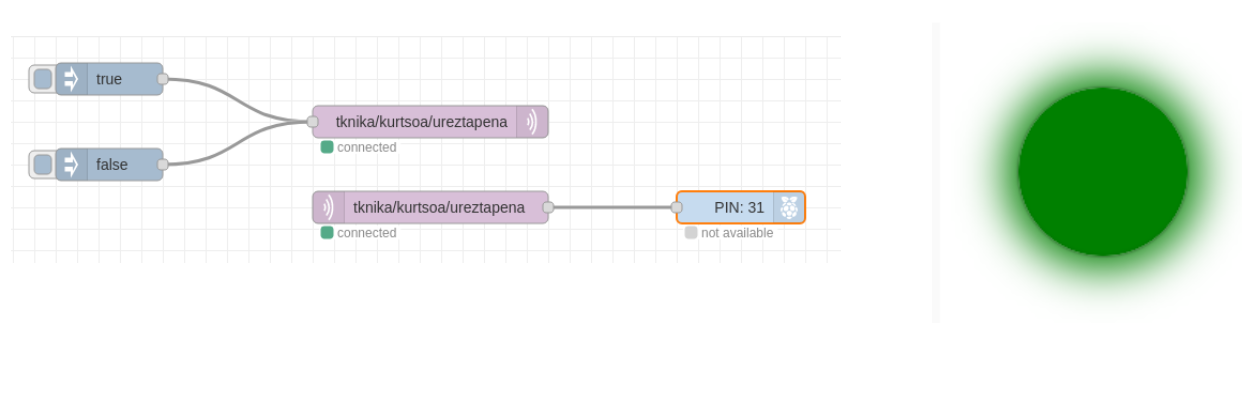 true
tknika/kurtsoa/ureztapena
connected
false
tknika/kurtsoa/ureztapena
PIN: 31
connected
not available